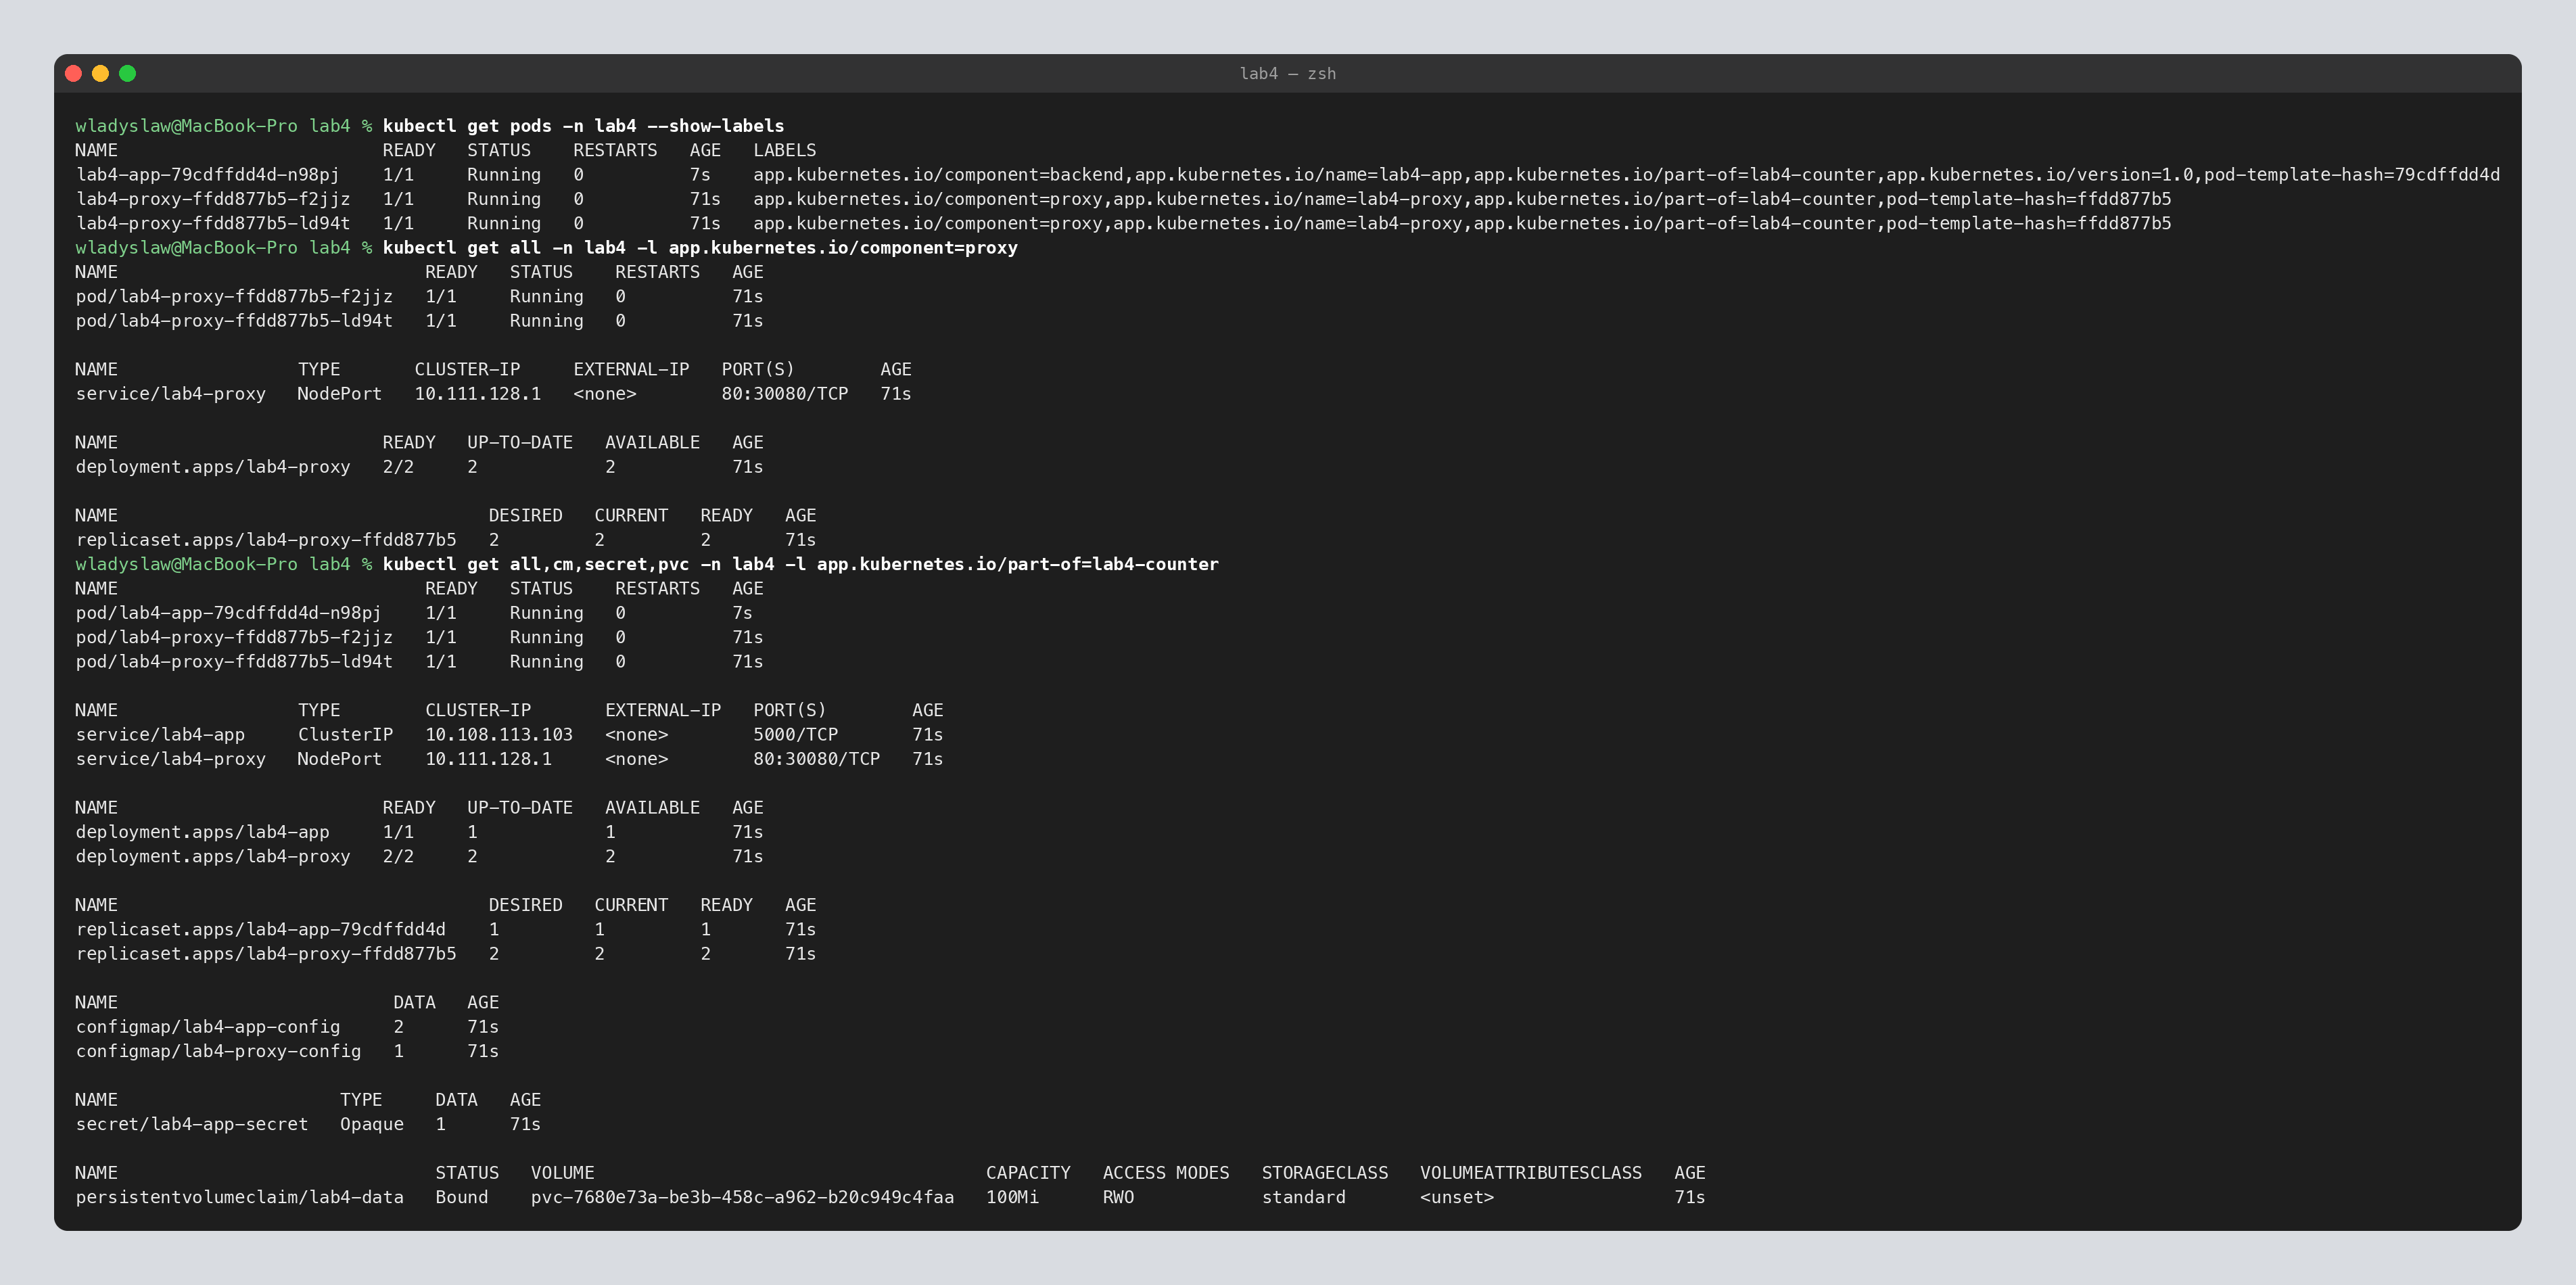 lab4 — zsh
wladyslaw@MacBook-Pro lab4 % kubectl get pods -n lab4 --show-labels
NAME                         READY   STATUS    RESTARTS   AGE   LABELS
lab4-app-79cdffdd4d-n98pj    1/1     Running   0          7s    app.kubernetes.io/component=backend,app.kubernetes.io/name=lab4-app,app.kubernetes.io/part-of=lab4-counter,app.kubernetes.io/version=1.0,pod-template-hash=79cdffdd4d
lab4-proxy-ffdd877b5-f2jjz   1/1     Running   0          71s   app.kubernetes.io/component=proxy,app.kubernetes.io/name=lab4-proxy,app.kubernetes.io/part-of=lab4-counter,pod-template-hash=ffdd877b5
lab4-proxy-ffdd877b5-ld94t   1/1     Running   0          71s   app.kubernetes.io/component=proxy,app.kubernetes.io/name=lab4-proxy,app.kubernetes.io/part-of=lab4-counter,pod-template-hash=ffdd877b5
wladyslaw@MacBook-Pro lab4 % kubectl get all -n lab4 -l app.kubernetes.io/component=proxy
NAME                             READY   STATUS    RESTARTS   AGE
pod/lab4-proxy-ffdd877b5-f2jjz   1/1     Running   0          71s
pod/lab4-proxy-ffdd877b5-ld94t   1/1     Running   0          71s

NAME                 TYPE       CLUSTER-IP     EXTERNAL-IP   PORT(S)        AGE
service/lab4-proxy   NodePort   10.111.128.1   <none>        80:30080/TCP   71s

NAME                         READY   UP-TO-DATE   AVAILABLE   AGE
deployment.apps/lab4-proxy   2/2     2            2           71s

NAME                                   DESIRED   CURRENT   READY   AGE
replicaset.apps/lab4-proxy-ffdd877b5   2         2         2       71s
wladyslaw@MacBook-Pro lab4 % kubectl get all,cm,secret,pvc -n lab4 -l app.kubernetes.io/part-of=lab4-counter
NAME                             READY   STATUS    RESTARTS   AGE
pod/lab4-app-79cdffdd4d-n98pj    1/1     Running   0          7s
pod/lab4-proxy-ffdd877b5-f2jjz   1/1     Running   0          71s
pod/lab4-proxy-ffdd877b5-ld94t   1/1     Running   0          71s

NAME                 TYPE        CLUSTER-IP       EXTERNAL-IP   PORT(S)        AGE
service/lab4-app     ClusterIP   10.108.113.103   <none>        5000/TCP       71s
service/lab4-proxy   NodePort    10.111.128.1     <none>        80:30080/TCP   71s

NAME                         READY   UP-TO-DATE   AVAILABLE   AGE
deployment.apps/lab4-app     1/1     1            1           71s
deployment.apps/lab4-proxy   2/2     2            2           71s

NAME                                   DESIRED   CURRENT   READY   AGE
replicaset.apps/lab4-app-79cdffdd4d    1         1         1       71s
replicaset.apps/lab4-proxy-ffdd877b5   2         2         2       71s

NAME                          DATA   AGE
configmap/lab4-app-config     2      71s
configmap/lab4-proxy-config   1      71s

NAME                     TYPE     DATA   AGE
secret/lab4-app-secret   Opaque   1      71s

NAME                              STATUS   VOLUME                                     CAPACITY   ACCESS MODES   STORAGECLASS   VOLUMEATTRIBUTESCLASS   AGE
persistentvolumeclaim/lab4-data   Bound    pvc-7680e73a-be3b-458c-a962-b20c949c4faa   100Mi      RWO            standard       <unset>                 71s